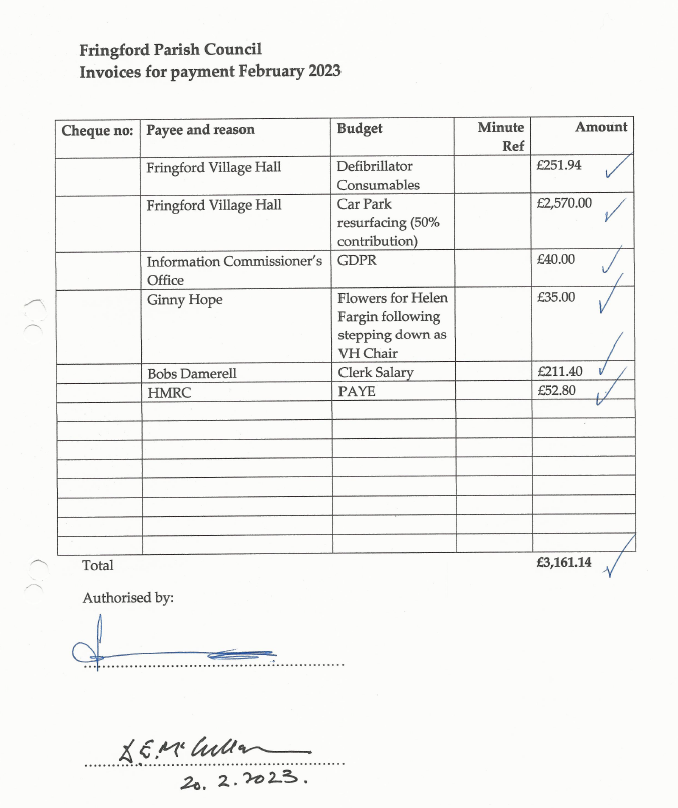 Fringford Parish Council
Invoices for payment February 2023
Cheque no: Payee and reason Budget Minute Ref Amount
Fringford Village Hall Defibrillator Consumables £251.94
Fringford Village Hall Car Park resurfacing (50% contribution) £2,570.00
Information Commissioner's Office GDPR £40.00
Ginny Hope Flowers for Helen Fargin following stepping down as VH Chair £35.00
Bobs Damerell Clerk Salary £211.40
HMRC PAYE £52.80
Total £3,161.14
Authorised by:
20. 2. 2023.